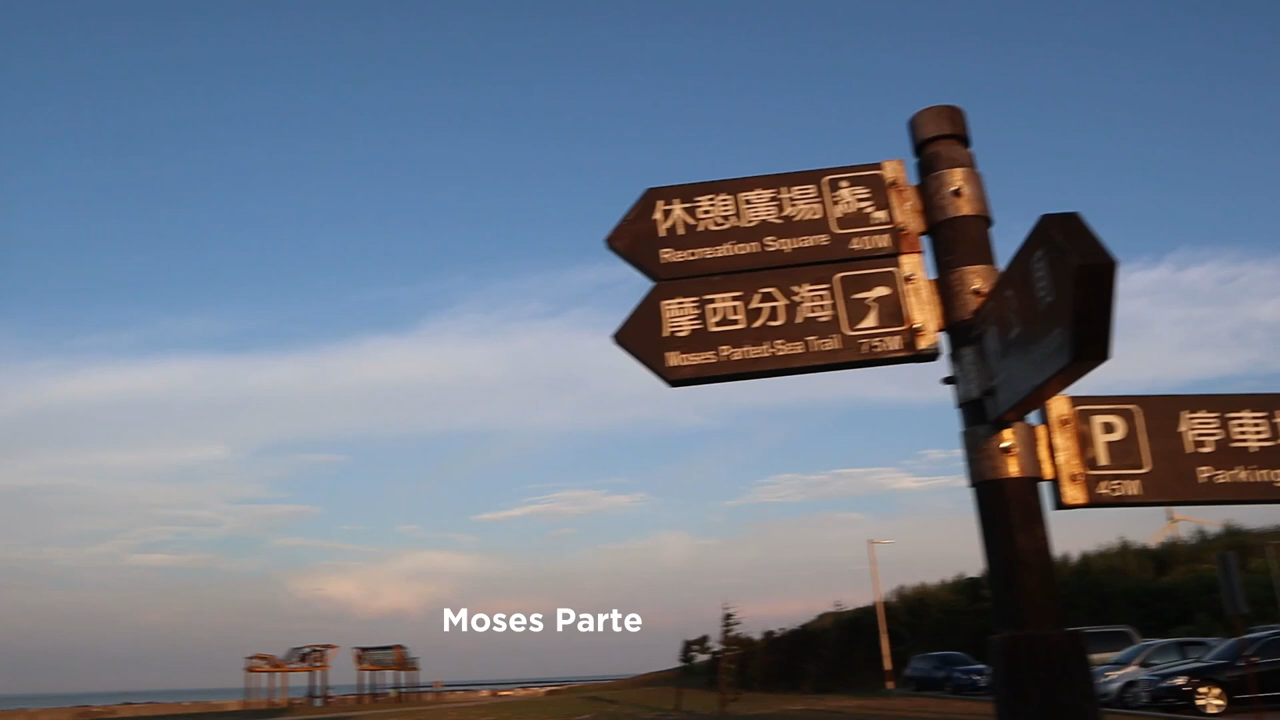 休憩廣場
Recreation Square 40M
摩西分海
Moses Parted-Sea Trail 75M
P 停車
45M Parking
Moses Parte